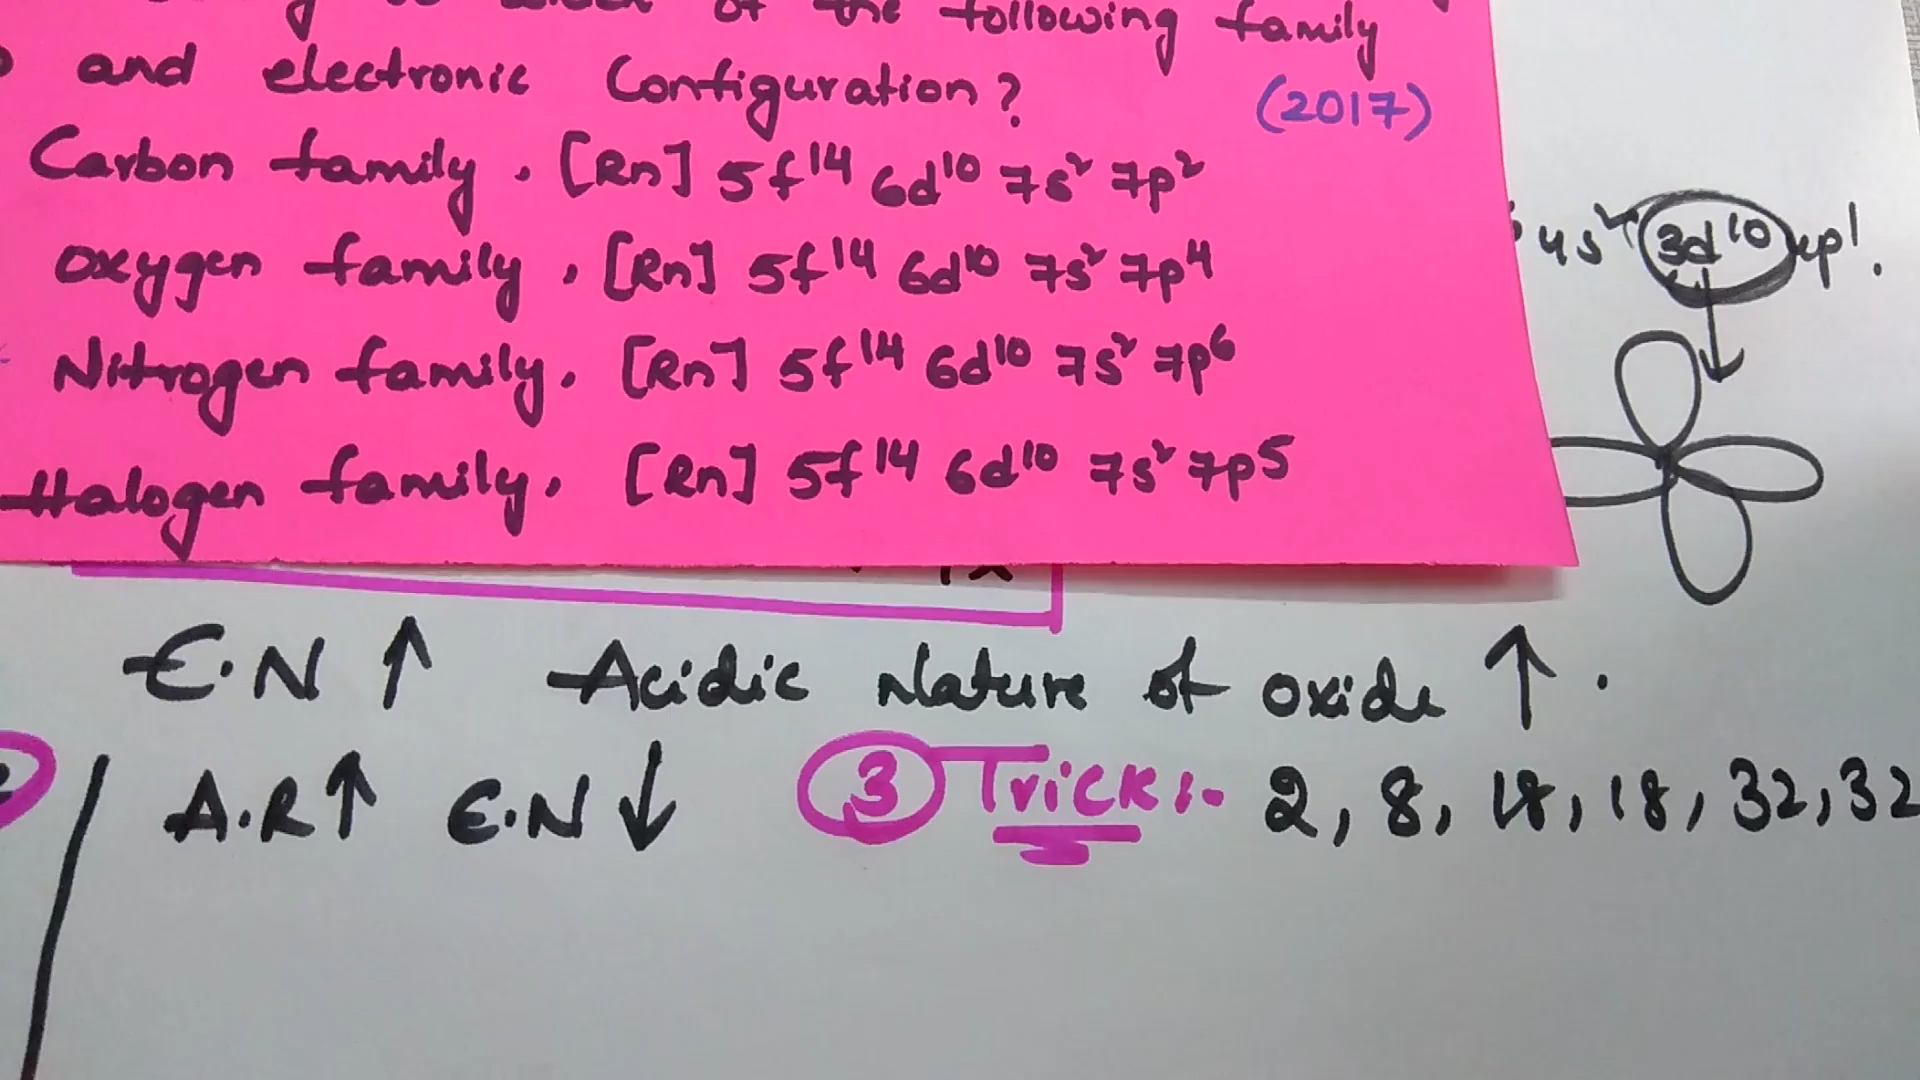 of the following family
and electronic Configuration?
(2017)
Carbon family. [Rn] 5f¹⁴ 6d¹⁰ 7s² 7p²
Oxygen family, [Rn] 5f¹⁴ 6d¹⁰ 7s² 7p⁴
Nitrogen family. [Rn] 5f¹⁴ 6d¹⁰ 7s² 7p⁶
Halogen family. [Rn] 5f¹⁴ 6d¹⁰ 7s² 7p⁵
4s² 3d¹⁰ 4p¹.
E.N ↑ Acidic Nature of oxide ↑.
A.R ↑ E.N ↓
3 Trick:- 2, 8, 18, 18, 32, 32